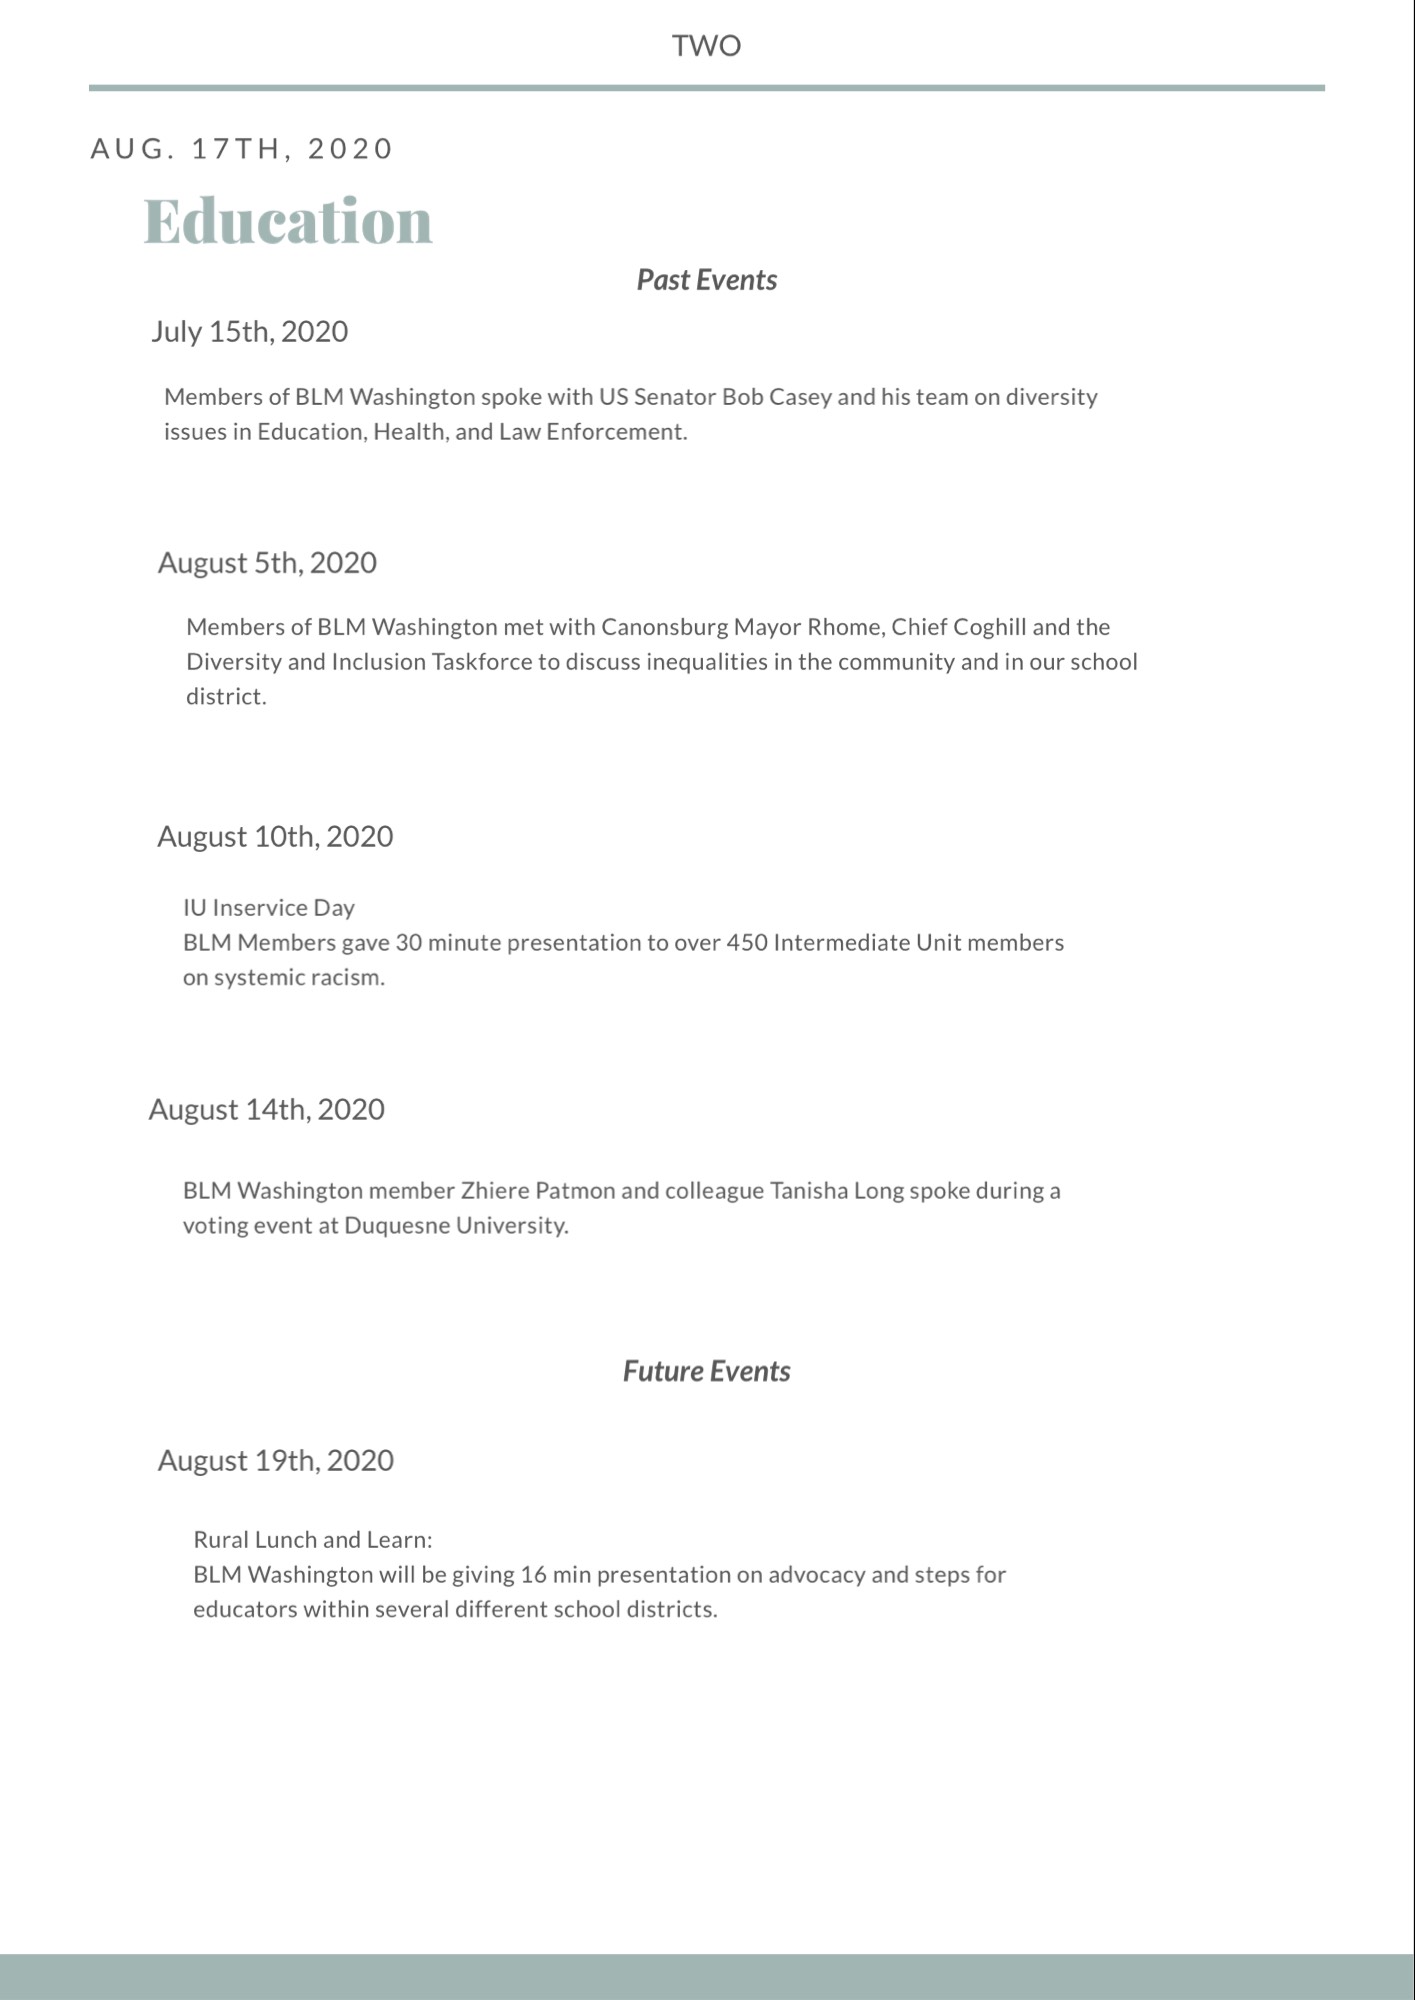 TWO
AUG. 17TH, 2020
Education
Past Events
July 15th, 2020
Members of BLM Washington spoke with US Senator Bob Casey and his team on diversity
issues in Education, Health, and Law Enforcement.
August 5th, 2020
Members of BLM Washington met with Canonsburg Mayor Rhome, Chief Coghill and the
Diversity and Inclusion Taskforce to discuss inequalities in the community and in our school
district.
August 10th, 2020
IU Inservice Day
BLM Members gave 30 minute presentation to over 450 Intermediate Unit members
on systemic racism.
August 14th, 2020
BLM Washington member Zhiere Patmon and colleague Tanisha Long spoke during a
voting event at Duquesne University.
Future Events
August 19th, 2020
Rural Lunch and Learn:
BLM Washington will be giving 16 min presentation on advocacy and steps for
educators within several different school districts.